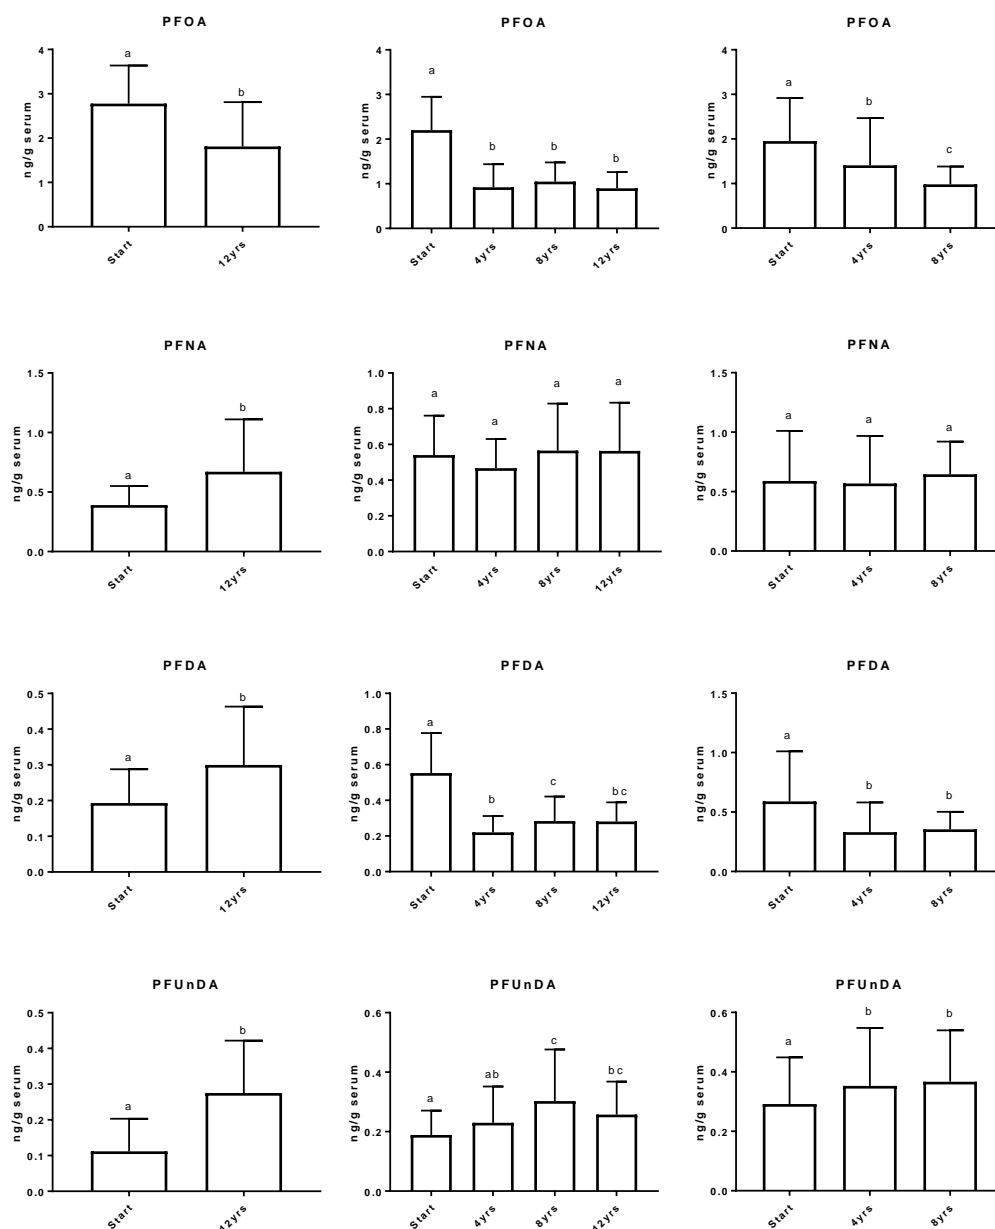 PFOA
ng/g serum
4
3
2
1
0
a
b
Start
12yrs
PFOA
ng/g serum
4
3
2
1
0
a
b
b
b
Start
4yrs
8yrs
12yrs
PFOA
ng/g serum
4
3
2
1
0
a
b
c
Start
4yrs
8yrs
PFNA
ng/g serum
1.5
1.0
0.5
0.0
a
b
Start
12yrs
PFNA
ng/g serum
1.0
0.8
0.6
0.4
0.2
0.0
a
a
a
a
Start
4yrs
8yrs
12yrs
PFNA
ng/g serum
1.5
1.0
0.5
0.0
a
a
a
Start
4yrs
8yrs
PFDA
ng/g serum
0.5
0.4
0.3
0.2
0.1
0.0
a
b
Start
12yrs
PFDA
ng/g serum
1.0
0.8
0.6
0.4
0.2
0.0
a
b
c
bc
Start
4yrs
8yrs
12yrs
PFDA
ng/g serum
1.5
1.0
0.5
0.0
a
b
b
Start
4yrs
8yrs
PFUnDA
ng/g serum
0.5
0.4
0.3
0.2
0.1
0.0
a
b
Start
12yrs
PFUnDA
ng/g serum
0.6
0.4
0.2
0.0
a
ab
c
bc
Start
4yrs
8yrs
12yrs
PFUnDA
ng/g serum
0.6
0.4
0.2
0.0
a
b
b
Start
4yrs
8yrs